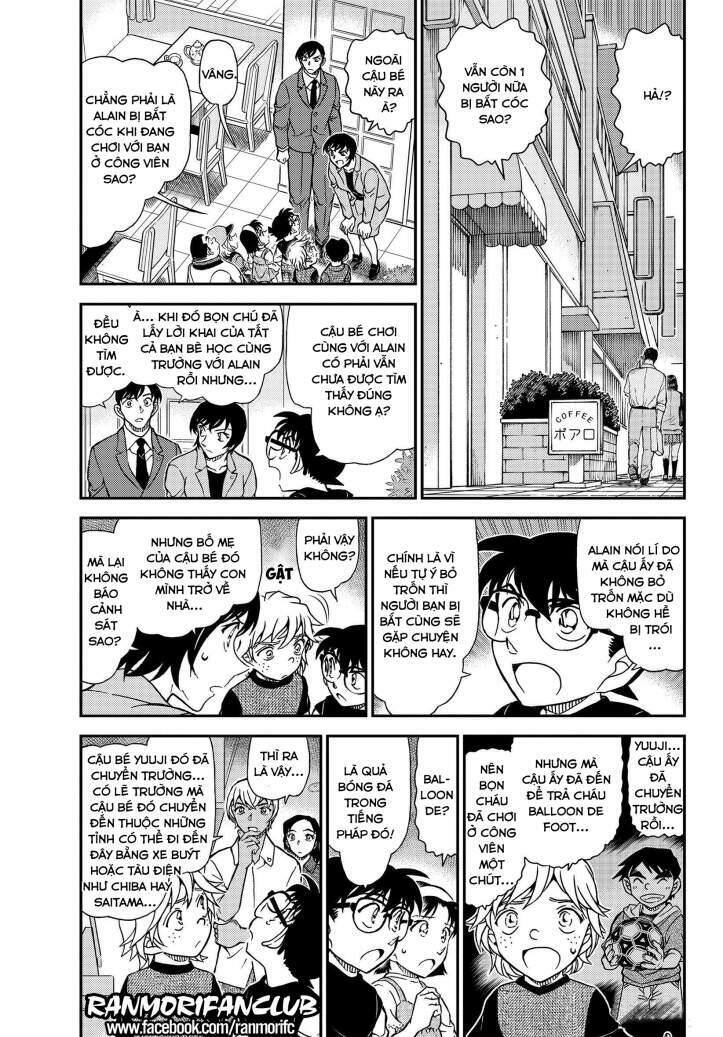 HẢ!?
VẪN CÒN 1
NGƯỜI NỮA
BỊ BẮT CÓC
SAO?
COFFEE
ポアロ
NGOÀI
CẬU BÉ
NÀY RA
À?
VÂNG.
CHẲNG PHẢI LÀ
ALAIN BỊ BẮT
CÓC KHI ĐANG
CHƠI VỚI BẠN
Ở CÔNG VIÊN
SAO?
CẬU BÉ CHƠI
CÙNG VỚI ALAIN
CÓ PHẢI VẪN
CHƯA ĐƯỢC TÌM
THẤY ĐÚNG
KHÔNG Ạ?
À... KHI ĐÓ BỌN CHÚ ĐÃ
LẤY LỜI KHAI CỦA TẤT
CẢ BẠN BÈ HỌC CÙNG
TRƯỜNG VỚI ALAIN
RỒI NHƯNG...
ĐỀU
KHÔNG
TÌM
ĐƯỢC.
ALAIN NÓI LÍ DO
MÀ CẬU ẤY ĐÃ
KHÔNG BỎ
TRỐN MẶC DÙ
KHÔNG HỀ
BỊ TRÓI
...
CHÍNH LÀ VÌ
NẾU TỰ Ý BỎ
TRỐN THÌ
NGƯỜI BẠN BỊ
BẮT CÙNG SẼ
GẶP CHUYỆN
KHÔNG HAY.
PHẢI VẬY
KHÔNG?
GẬT
NHƯNG BỐ MẸ
CỦA CẬU BÉ ĐÓ
KHÔNG THẤY CON
MÌNH TRỞ VỀ
NHÀ...
MÀ LẠI
KHÔNG
BÁO
CẢNH
SÁT
SAO?
YUUJI...
CẬU ẤY
ĐÃ
CHUYỂN
TRƯỜNG
RỒI...
NHƯNG MÀ
CẬU ẤY ĐÃ ĐẾN
ĐỂ TRẢ CHÁU
BALLOON DE
FOOT...
NÊN
BỌN
CHÁU
ĐÃ CHƠI
Ở CÔNG
VIÊN
MỘT
CHÚT...
BAL-
LOON
DE?
LÀ QUẢ
BÓNG ĐÁ
TRONG
TIẾNG
PHÁP ĐÓ!
THÌ RA
LÀ VẬY...
CẬU BÉ YUUJI ĐÓ ĐÃ
CHUYỂN TRƯỜNG...
CÓ LẼ TRƯỜNG MÀ
CẬU BÉ ĐÓ CHUYỂN
ĐẾN THUỘC NHỮNG
TỈNH CÓ THỂ ĐI ĐẾN
ĐÂY BẰNG XE BUÝT
HOẶC TÀU ĐIỆN
NHƯ CHIBA HAY
SAITAMA...
RANMORIFANCLUB
www.facebook.com/ranmorifc